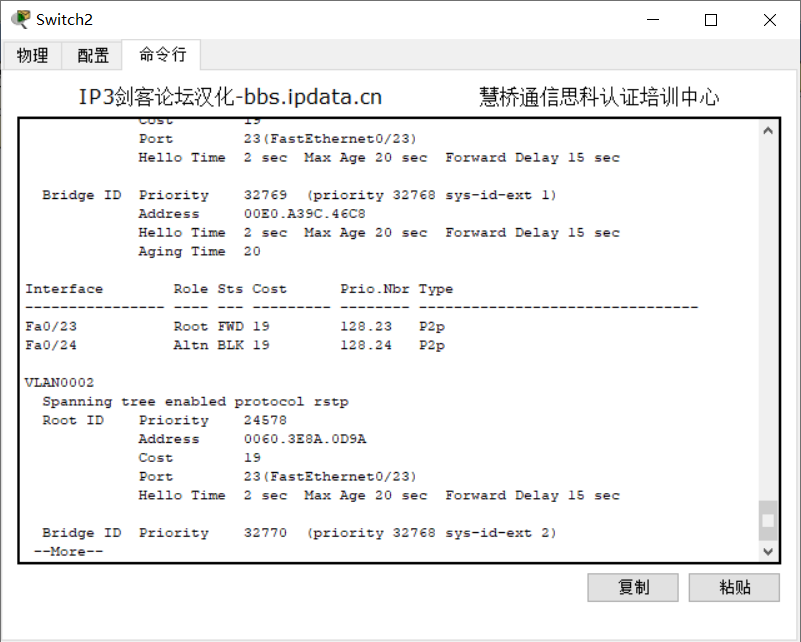 Switch2
物理 配置 命令行
IP3剑客论坛汉化-bbs.ipdata.cn 慧桥通信思科认证培训中心
Cost 19
Port 23(FastEthernet0/23)
Hello Time 2 sec Max Age 20 sec Forward Delay 15 sec
Bridge ID Priority 32769 (priority 32768 sys-id-ext 1)
Address 00E0.A39C.46C8
Hello Time 2 sec Max Age 20 sec Forward Delay 15 sec
Aging Time 20
Interface Role Sts Cost Prio.Nbr Type
---------------- ---- --- --------- -------- --------------------------------
Fa0/23 Root FWD 19 128.23 P2p
Fa0/24 Altn BLK 19 128.24 P2p
VLAN0002
Spanning tree enabled protocol rstp
Root ID Priority 24578
Address 0060.3E8A.0D9A
Cost 19
Port 23(FastEthernet0/23)
Hello Time 2 sec Max Age 20 sec Forward Delay 15 sec
Bridge ID Priority 32770 (priority 32768 sys-id-ext 2)
--More--
复制 粘贴